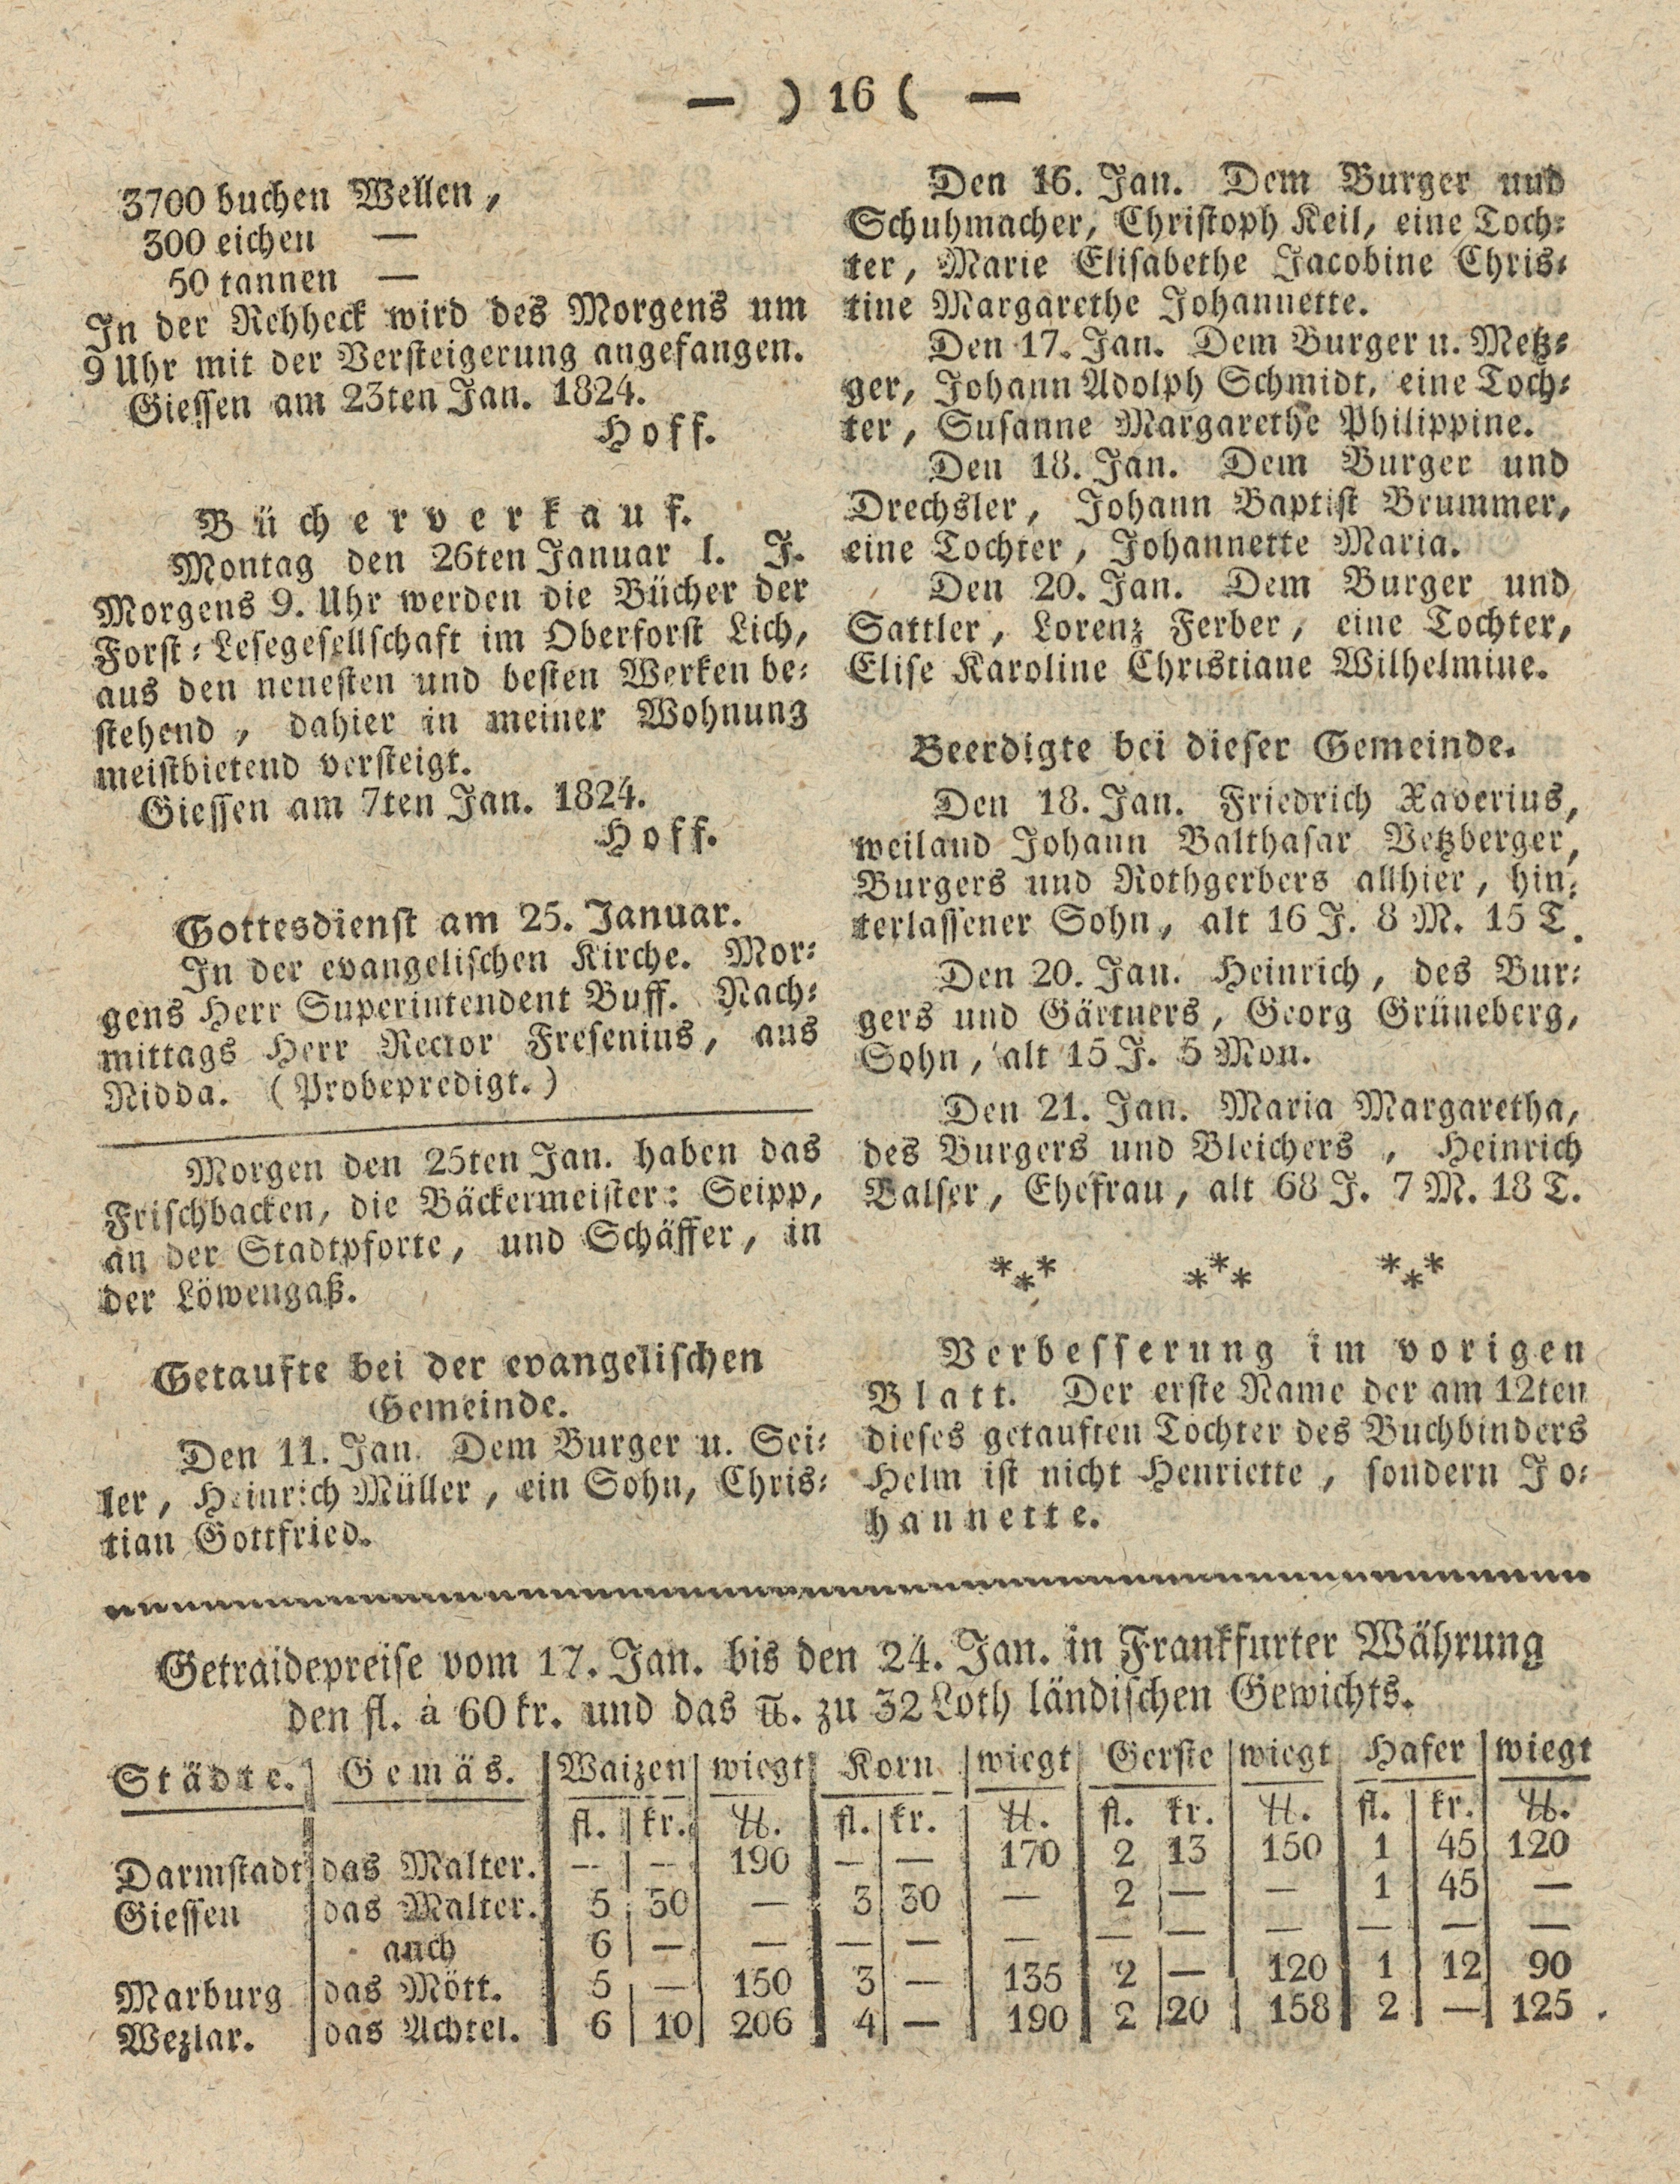 — ) 16 ( —
3700 buchen Wellen,
300 eichen —
50 tannen —
In der Rehheck wird des Morgens um
9 Uhr mit der Versteigerung angefangen.
Giessen am 23ten Jan. 1824.
Hoff.
Bücherverkauf.
Montag den 26ten Januar l. J.
Morgens 9. Uhr werden die Bücher der
Forst-Lesegesellschaft im Oberforst Lich,
aus den neuesten und besten Werken be-
stehend, dahier in meiner Wohnung
meistbietend versteigt.
Giessen am 7ten Jan. 1824.
Hoff.
Gottesdienst am 25. Januar.
In der evangelischen Kirche. Mor-
gens Herr Superintendent Buff. Nach-
mittags Herr Rector Fresenius, aus
Nidda. (Probepredigt.)
Morgen den 25ten Jan. haben das
Frischbacken, die Bäckermeister: Seipp,
an der Stadtpforte, und Schäffer, in
der Löwengaß.
Getaufte bei der evangelischen
Gemeinde.
Den 11. Jan. Dem Burger u. Sei-
ler, Heinrich Müller, ein Sohn, Chris-
tian Gottfried.
Den 16. Jan. Dem Burger und
Schuhmacher, Christoph Keil, eine Toch-
ter, Marie Elisabethe Jacobine Chris-
tine Margarethe Johannette.
Den 17. Jan. Dem Burger u. Metz-
ger, Johann Adolph Schmidt, eine Toch-
ter, Susanne Margarethe Philippine.
Den 18. Jan. Dem Burger und
Drechsler, Johann Baptist Brummer,
eine Tochter, Johannette Maria.
Den 20. Jan. Dem Burger und
Sattler, Lorenz Ferber, eine Tochter,
Elise Karoline Christiane Wilhelmine.
Beerdigte bei dieser Gemeinde.
Den 18. Jan. Friedrich Xaverius,
weiland Johann Balthasar Vetzberger,
Burgers und Rothgerbers allhier, hin-
terlassener Sohn, alt 16 J. 8 M. 15 T.
Den 20. Jan. Heinrich, des Bur-
gers und Gärtners, Georg Grüneberg,
Sohn, alt 15 J. 5 Mon.
Den 21. Jan. Maria Margaretha,
des Burgers und Bleichers, Heinrich
Balser, Ehefrau, alt 68 J. 7 M. 18 T.
*** *** ***
Verbesserung im vorigen
Blatt. Der erste Name der am 12ten
dieses getauften Tochter des Buchbinders
Helm ist nicht Henriette, sondern Jo-
hannette.
Getraidepreise vom 17. Jan. bis den 24. Jan. in Frankfurter Währung
den fl. à 60 kr. und das ℔. zu 32 Loth ländischen Gewichts.
Städte. Gemäs. Waizen wiegt Korn wiegt Gerste wiegt Hafer wiegt
fl. kr. ℔. fl. kr. ℔. fl. kr. ℔. fl. kr. ℔.
Darmstadt das Malter. — — 190 — — 170 2 13 150 1 45 120
Giessen das Malter. 5 30 — 3 30 — 2 — — 1 45 —
auch 6 — — — — — — — — — — —
Marburg das Mött. 5 — 150 3 — 135 2 — 120 1 12 90
Wezlar. das Achtel. 6 10 206 4 — 190 2 20 158 2 — 125